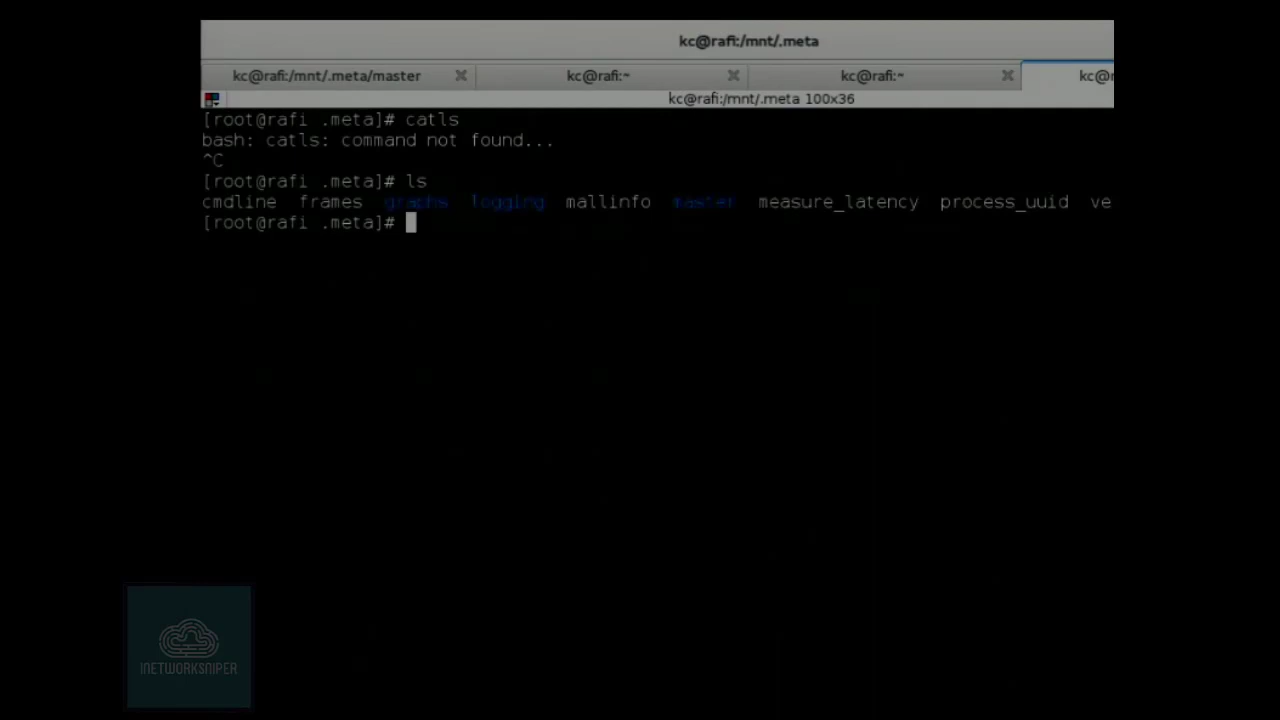 kc@rafi:/mnt/.meta
kc@rafi:/mnt/.meta/master kc@rafi:~ kc@rafi:~ kc@r
kc@rafi:/mnt/.meta 100x36
[root@rafi .meta]# catls
bash: catls: command not found...
^C
[root@rafi .meta]# ls
cmdline frames graphs logging mallinfo master measure_latency process_uuid ve
[root@rafi .meta]#
INETWORKSNIPER